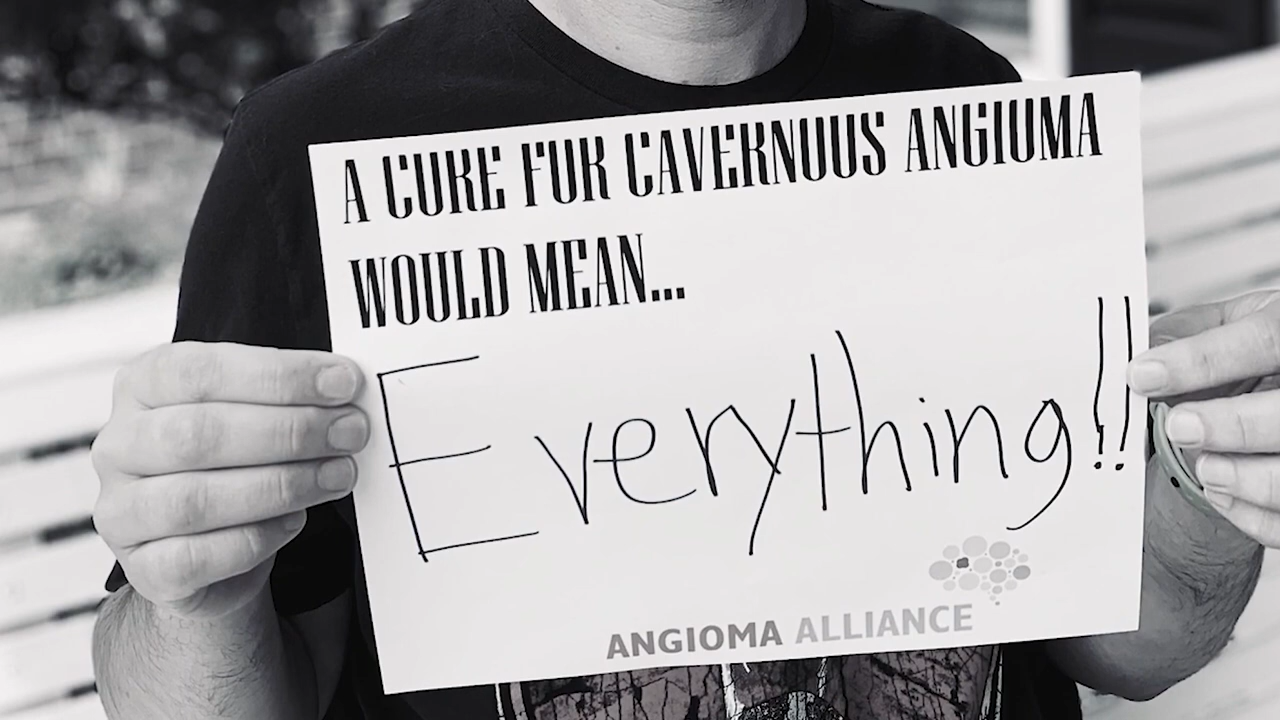 A CURE FOR CAVERNOUS ANGIOMA
WOULD MEAN...
Everything!!
ANGIOMA ALLIANCE